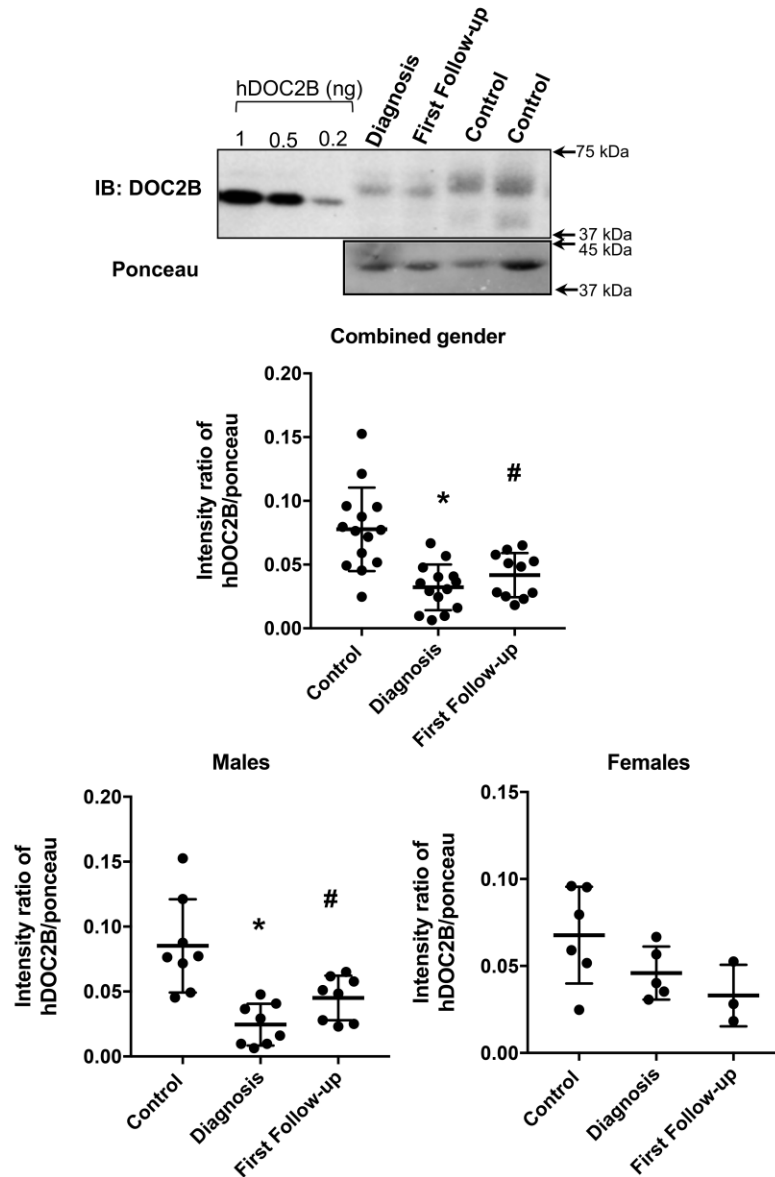 hDOC2B (ng)
1 0.5 0.2
Diagnosis
First Follow-up
Control
Control
75 kDa
IB: DOC2B
37 kDa
45 kDa
Ponceau
37 kDa
Combined gender
Intensity ratio of
hDOC2B/ponceau
0.20
0.15
0.10
0.05
0.00
*
#
Control
Diagnosis
First Follow-up
Males
Intensity ratio of
hDOC2B/ponceau
0.20
0.15
0.10
0.05
0.00
*
#
Control
Diagnosis
First Follow-up
Females
Intensity ratio of
hDOC2B/ponceau
0.15
0.10
0.05
0.00
Control
Diagnosis
First Follow-up